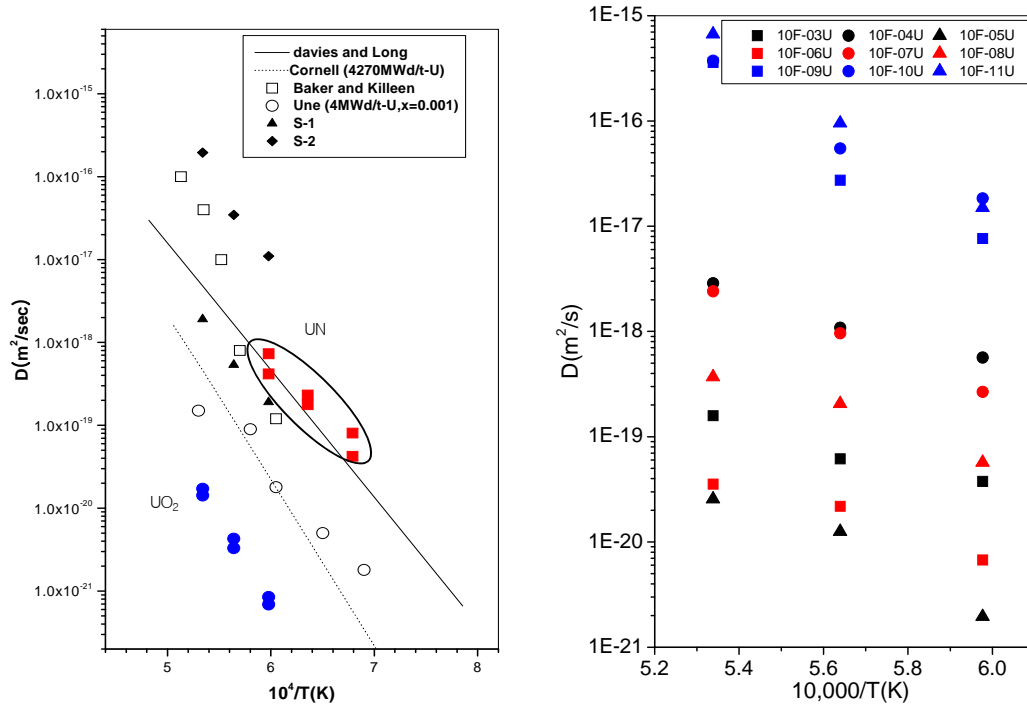 davies and Long
Cornell (4270MWd/t-U)
Baker and Killeen
Une (4MWd/t-U,x=0.001)
S-1
S-2
1.0x10⁻¹⁵
1.0x10⁻¹⁶
1.0x10⁻¹⁷
1.0x10⁻¹⁸
1.0x10⁻¹⁹
1.0x10⁻²⁰
1.0x10⁻²¹
D(m²/sec)
UN
UO₂
5 6 7 8
10⁴/T(K)
1E-15
1E-16
1E-17
1E-18
1E-19
1E-20
1E-21
D(m²/s)
10F-03U 10F-04U 10F-05U
10F-06U 10F-07U 10F-08U
10F-09U 10F-10U 10F-11U
5.2 5.4 5.6 5.8 6.0
10,000/T(K)